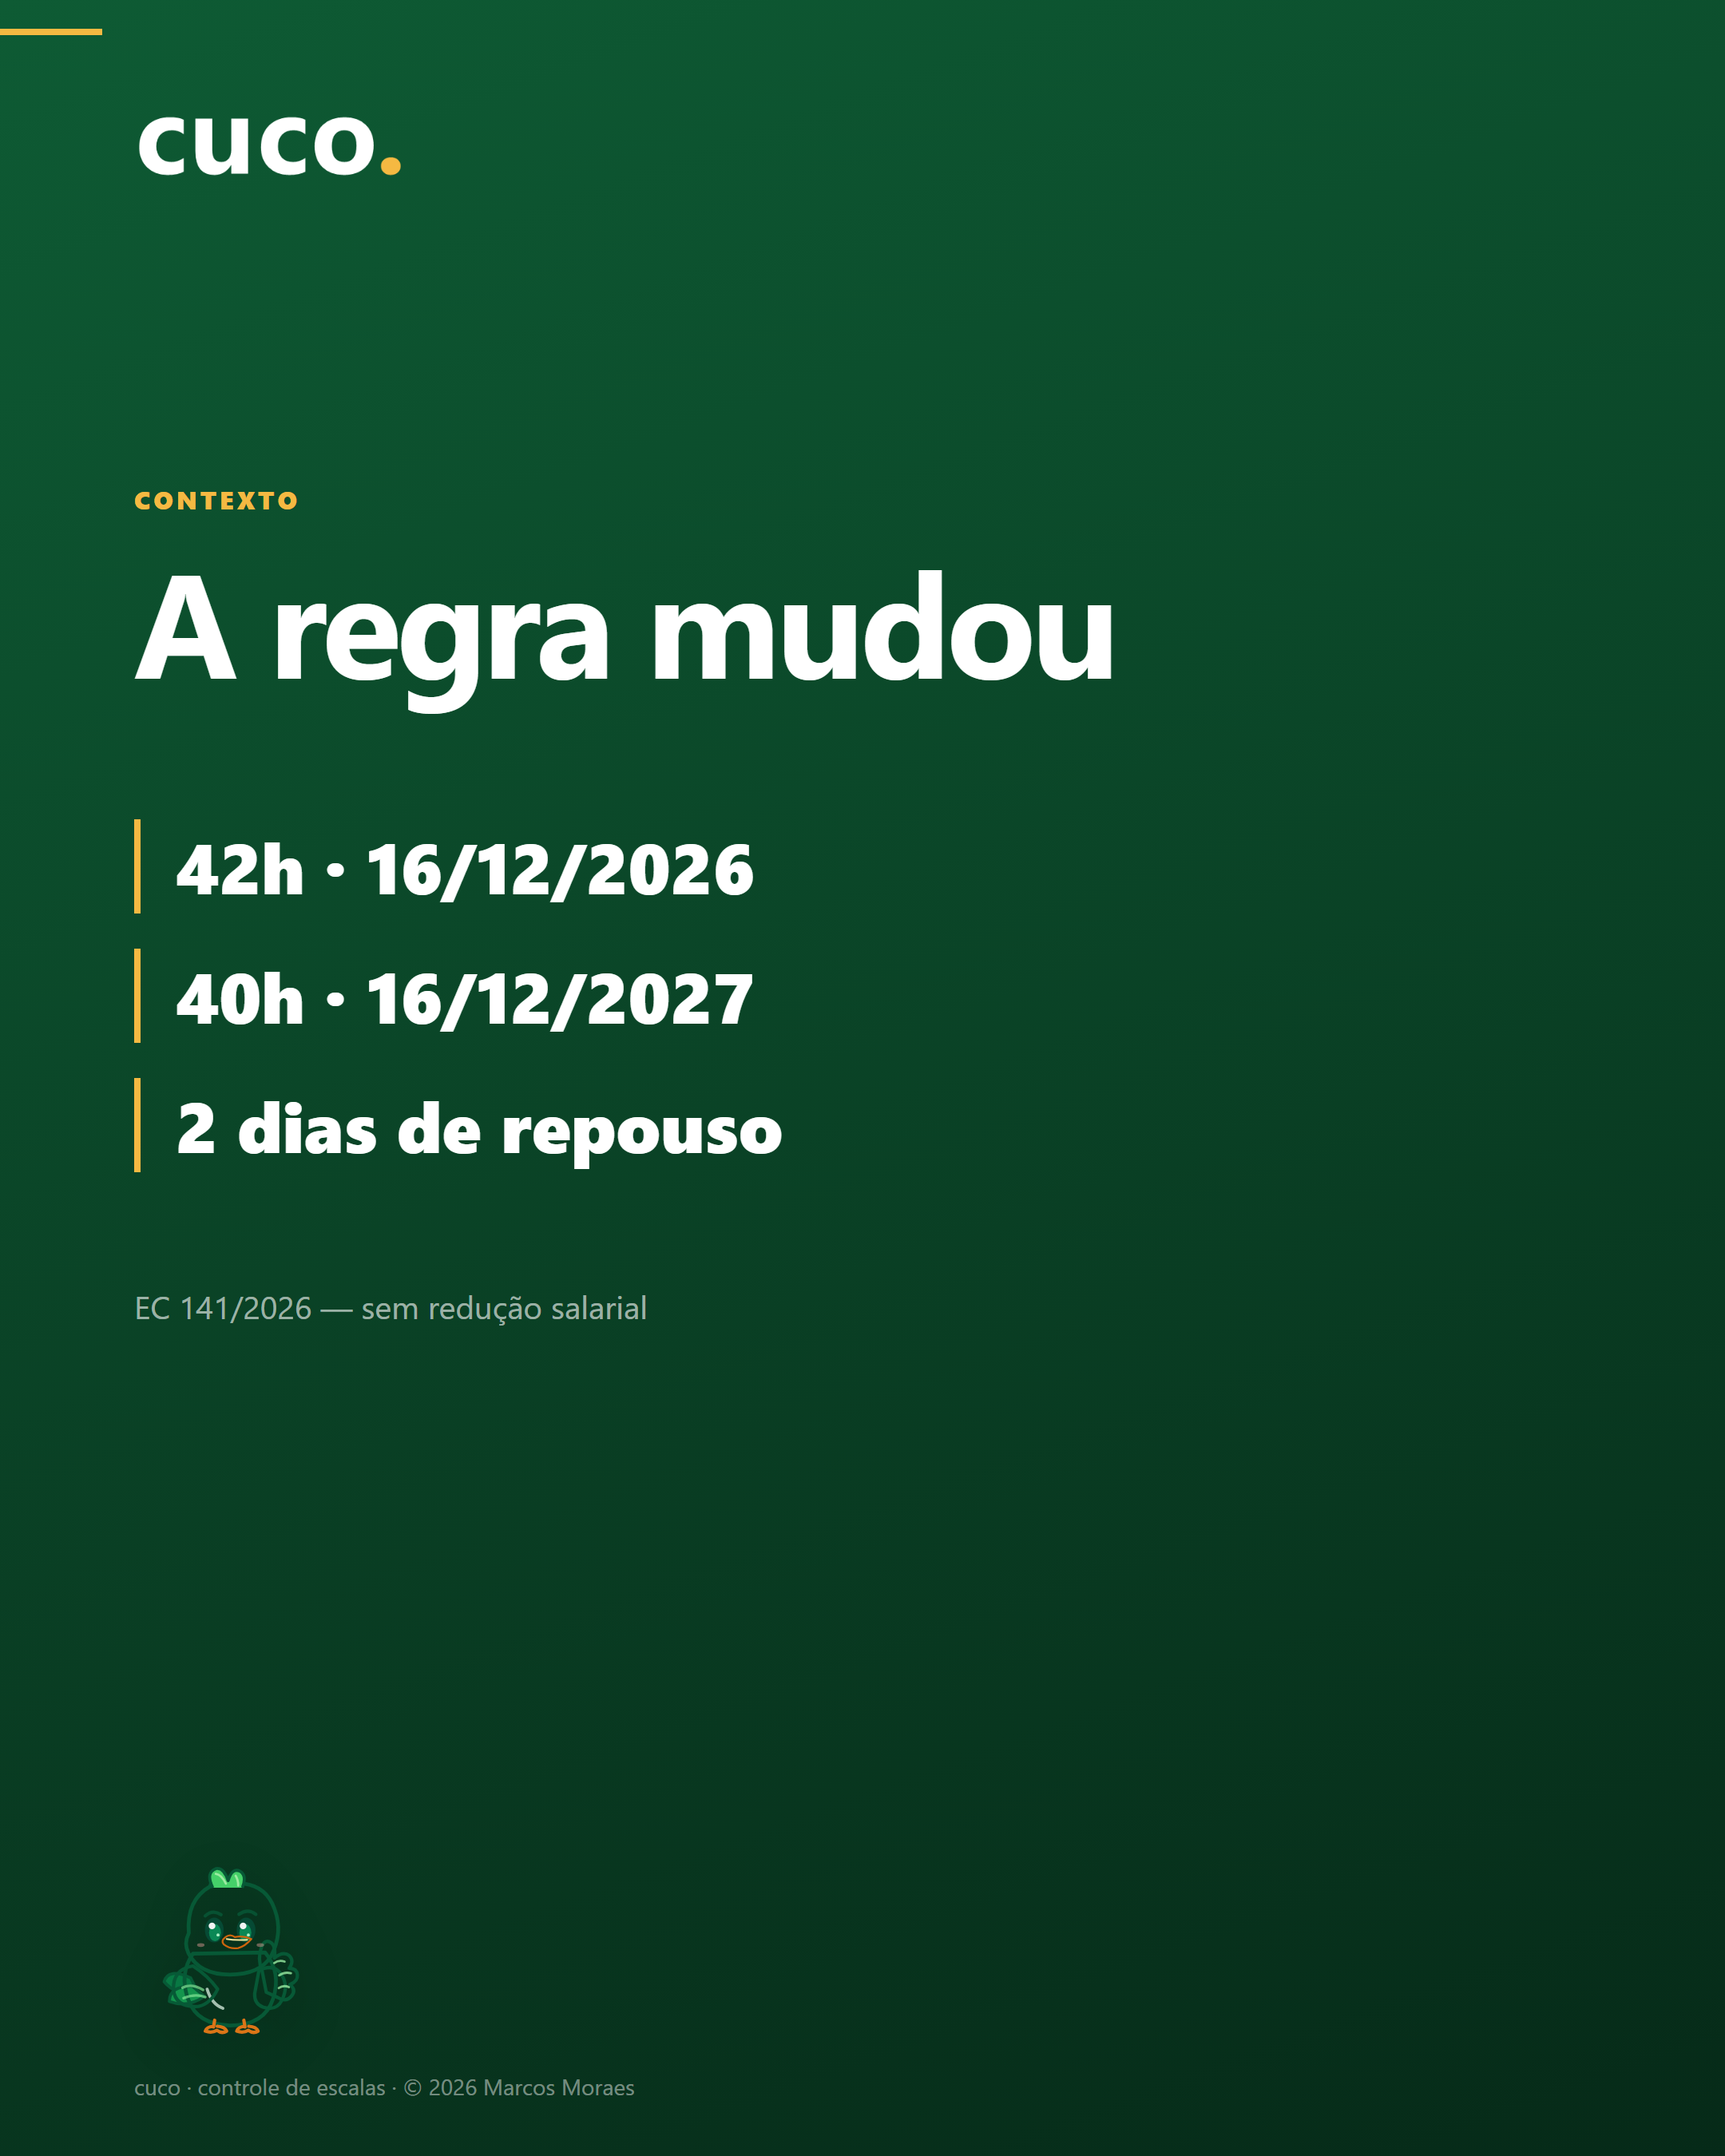 cuco.
CONTEXTO
A regra mudou
42h · 16/12/2026
40h · 16/12/2027
2 dias de repouso
EC 141/2026 — sem redução salarial
cuco · controle de escalas · © 2026 Marcos Moraes